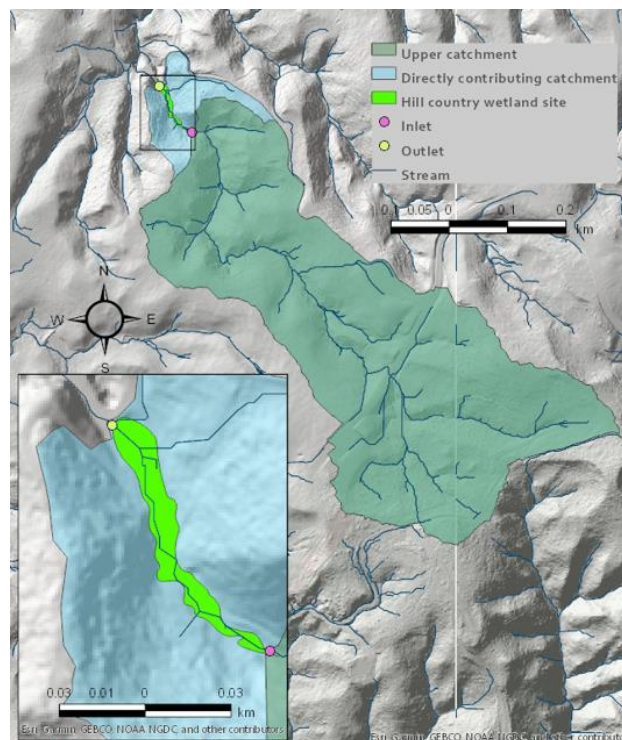 Upper catchment
Directly contributing catchment
Hill country wetland site
Inlet
Outlet
Stream
0.1 0.05 0 0.1 0.2
km
N
W E
S
0.03 0.01 0 0.03
km
Esri, Garmin, GEBCO, NOAA NGDC, and other contributors
Esri, Garmin, GEBCO, NOAA NGDC, and other contributors